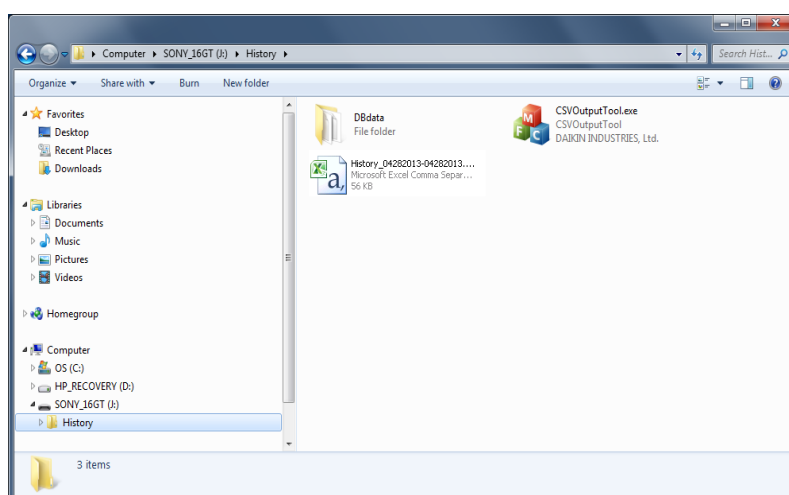 Computer ▸ SONY_16GT (J:) ▸ History ▸
Search Hist...
Organize ▾ Share with ▾ Burn New folder
Favorites
Desktop
Recent Places
Downloads
Libraries
Documents
Music
Pictures
Videos
Homegroup
Computer
OS (C:)
HP_RECOVERY (D:)
SONY_16GT (J:)
History
DBdata
File folder
CSVOutputTool.exe
CSVOutputTool
DAIKIN INDUSTRIES, Ltd.
M
F C
History_04282013-04282013....
Microsoft Excel Comma Separ...
56 KB
a,
3 items